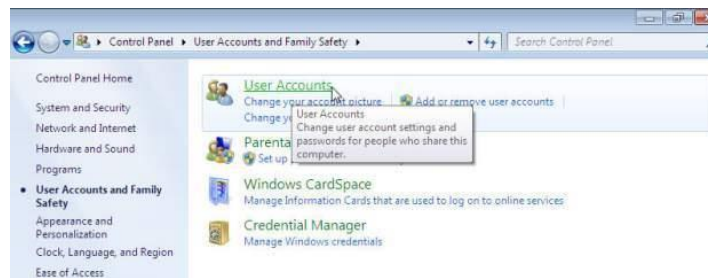 Control Panel ▸ User Accounts and Family Safety ▸
Search Control Panel
Control Panel Home
System and Security
Network and Internet
Hardware and Sound
Programs
User Accounts and Family
Safety
Appearance and
Personalization
Clock, Language, and Region
Ease of Access
User Accounts
Change your account picture
Add or remove user accounts
Change
User Accounts
Change user account settings and
passwords for people who share this
computer.
Set up
Windows CardSpace
Manage Information Cards that are used to log on to online services
Credential Manager
Manage Windows credentials